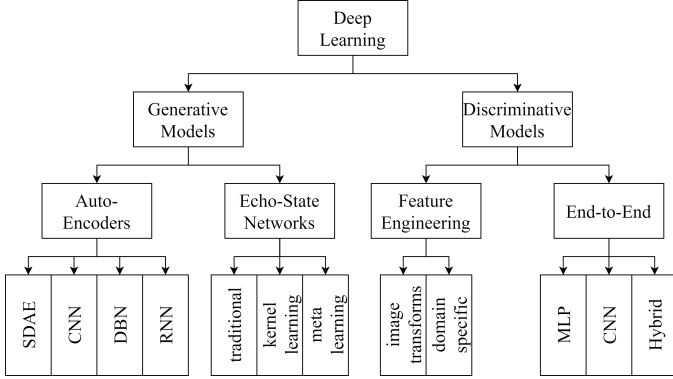 Deep
Learning
Generative
Models
Discriminative
Models
Auto-
Encoders
Echo-State
Networks
Feature
Engineering
End-to-End
SDAE
CNN
DBN
RNN
traditional
kernel
learning
meta
learning
image
transforms
domain
specific
MLP
CNN
Hybrid